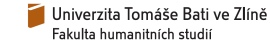 Univerzita Tomáše Bati ve Zlíně
Fakulta humanitních studií